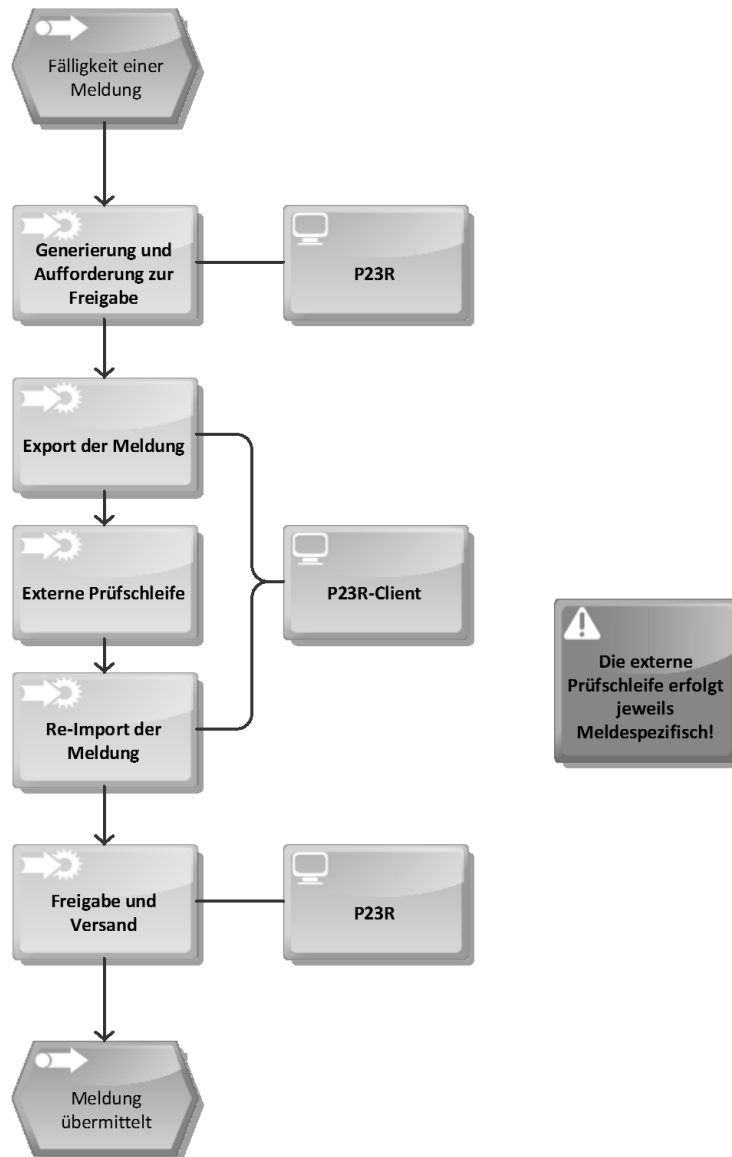 Fälligkeit einer
Meldung
Generierung und
Aufforderung zur
Freigabe
P23R
Export der Meldung
Externe Prüfschleife
P23R-Client
Die externe
Prüfschleife erfolgt
jeweils
Meldespezifisch!
Re-Import der
Meldung
Freigabe und
Versand
P23R
Meldung
übermittelt